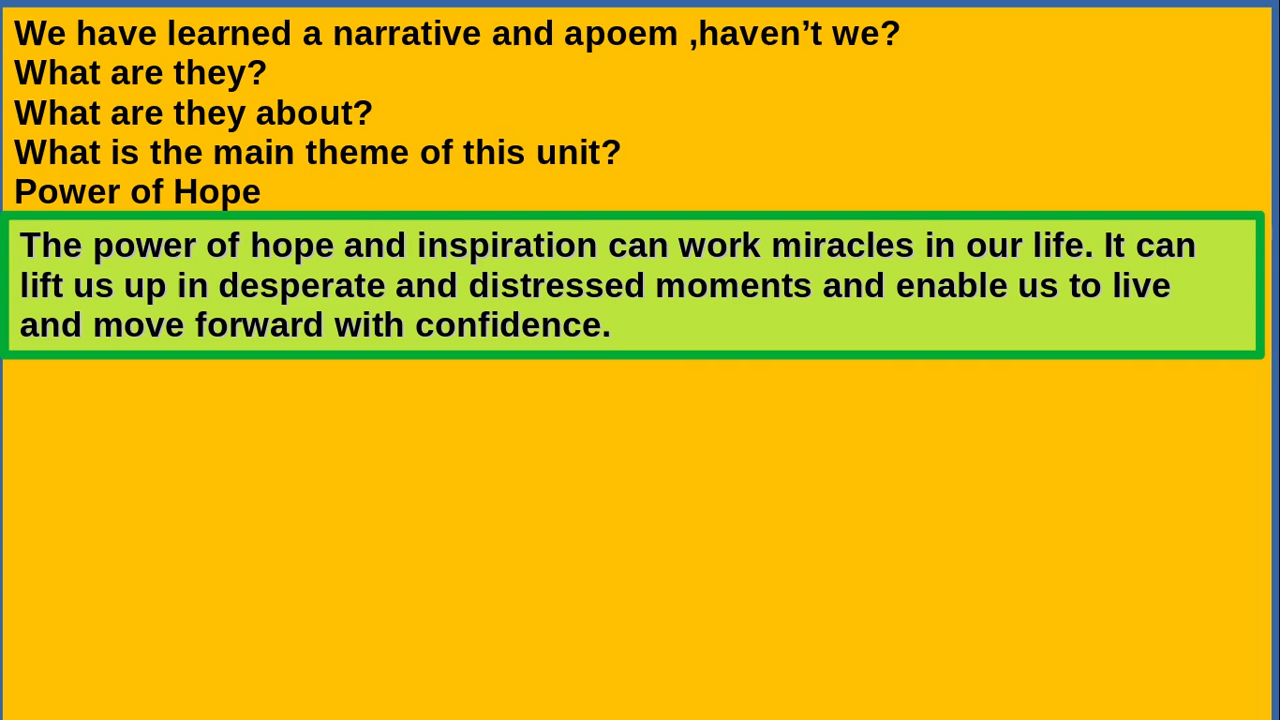 We have learned a narrative and apoem ,haven’t we?
What are they?
What are they about?
What is the main theme of this unit?
Power of Hope
The power of hope and inspiration can work miracles in our life. It can
lift us up in desperate and distressed moments and enable us to live
and move forward with confidence.